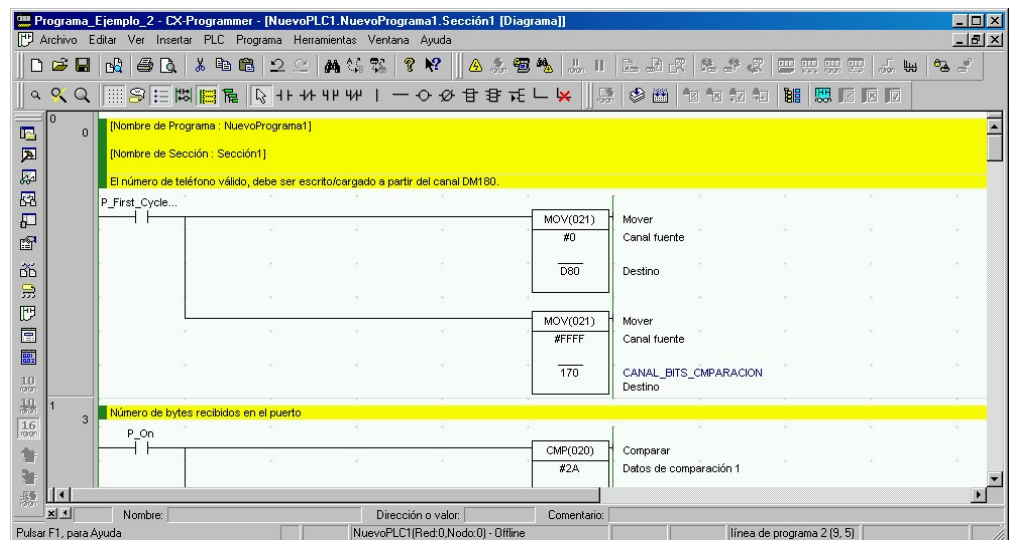 Programa_Ejemplo_2 - CX-Programmer - [NuevoPLC1.NuevoPrograma1.Sección1 [Diagrama]]
Archivo Editar Ver Insertar PLC Programa Herramientas Ventana Ayuda
0
0
[Nombre de Programa : NuevoPrograma1]
[Nombre de Sección : Sección1]
El número de teléfono válido, debe ser escrito/cargado a partir del canal DM180.
P_First_Cycle...
MOV(021) Mover
#0 Canal fuente
D80 Destino
MOV(021) Mover
#FFFF Canal fuente
170 CANAL_BITS_CMPARACION
Destino
1
3
Número de bytes recibidos en el puerto
P_On
CMP(020) Comparar
#2A Datos de comparación 1
10
10
16
Nombre: Dirección o valor: Comentario:
Pulsar F1, para Ayuda NuevoPLC1(Red:0,Nodo:0) - Offline línea de programa 2 (9, 5)